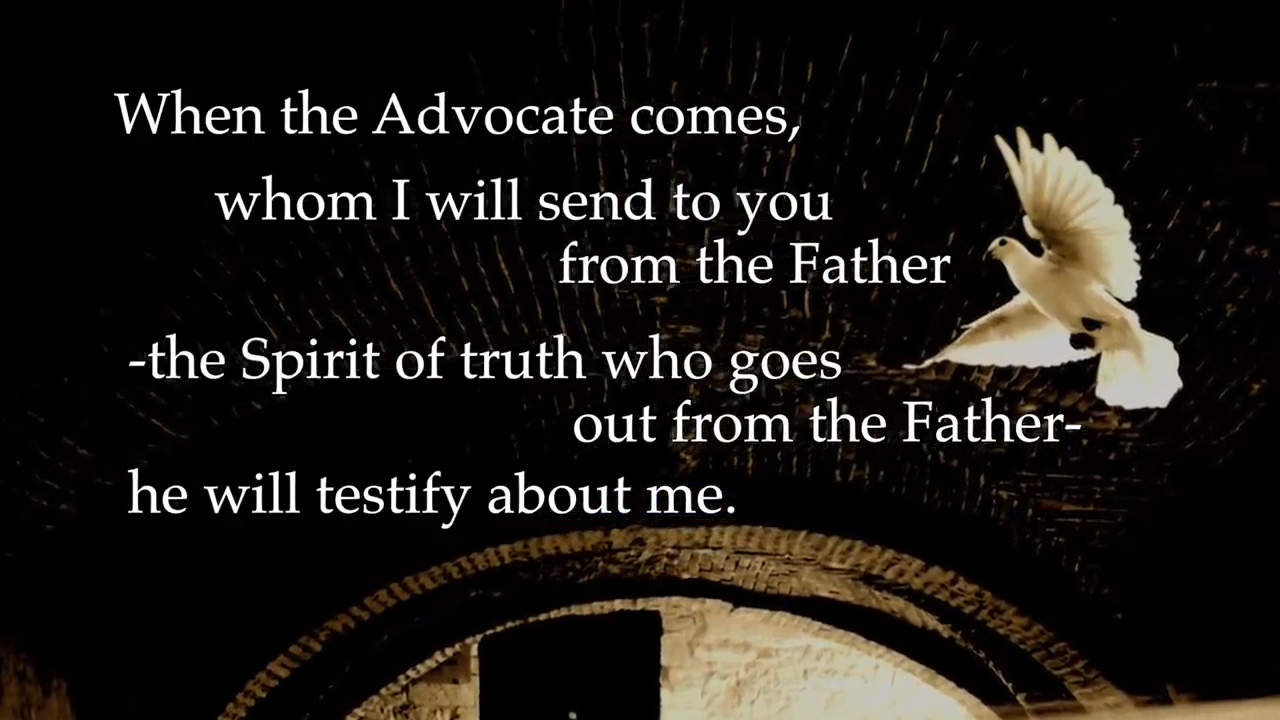 When the Advocate comes,
whom I will send to you
from the Father
-the Spirit of truth who goes
out from the Father-
he will testify about me.